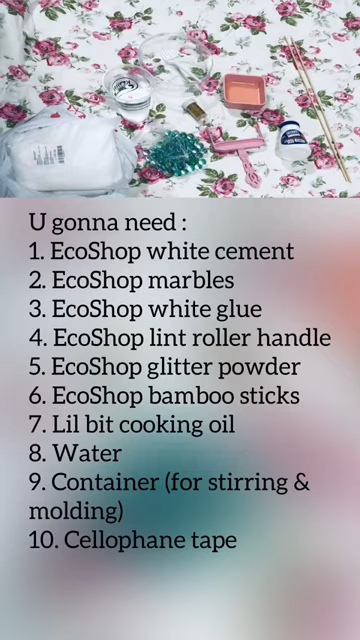 U gonna need :
1. EcoShop white cement
2. EcoShop marbles
3. EcoShop white glue
4. EcoShop lint roller handle
5. EcoShop glitter powder
6. EcoShop bamboo sticks
7. Lil bit cooking oil
8. Water
9. Container (for stirring &
molding)
10. Cellophane tape